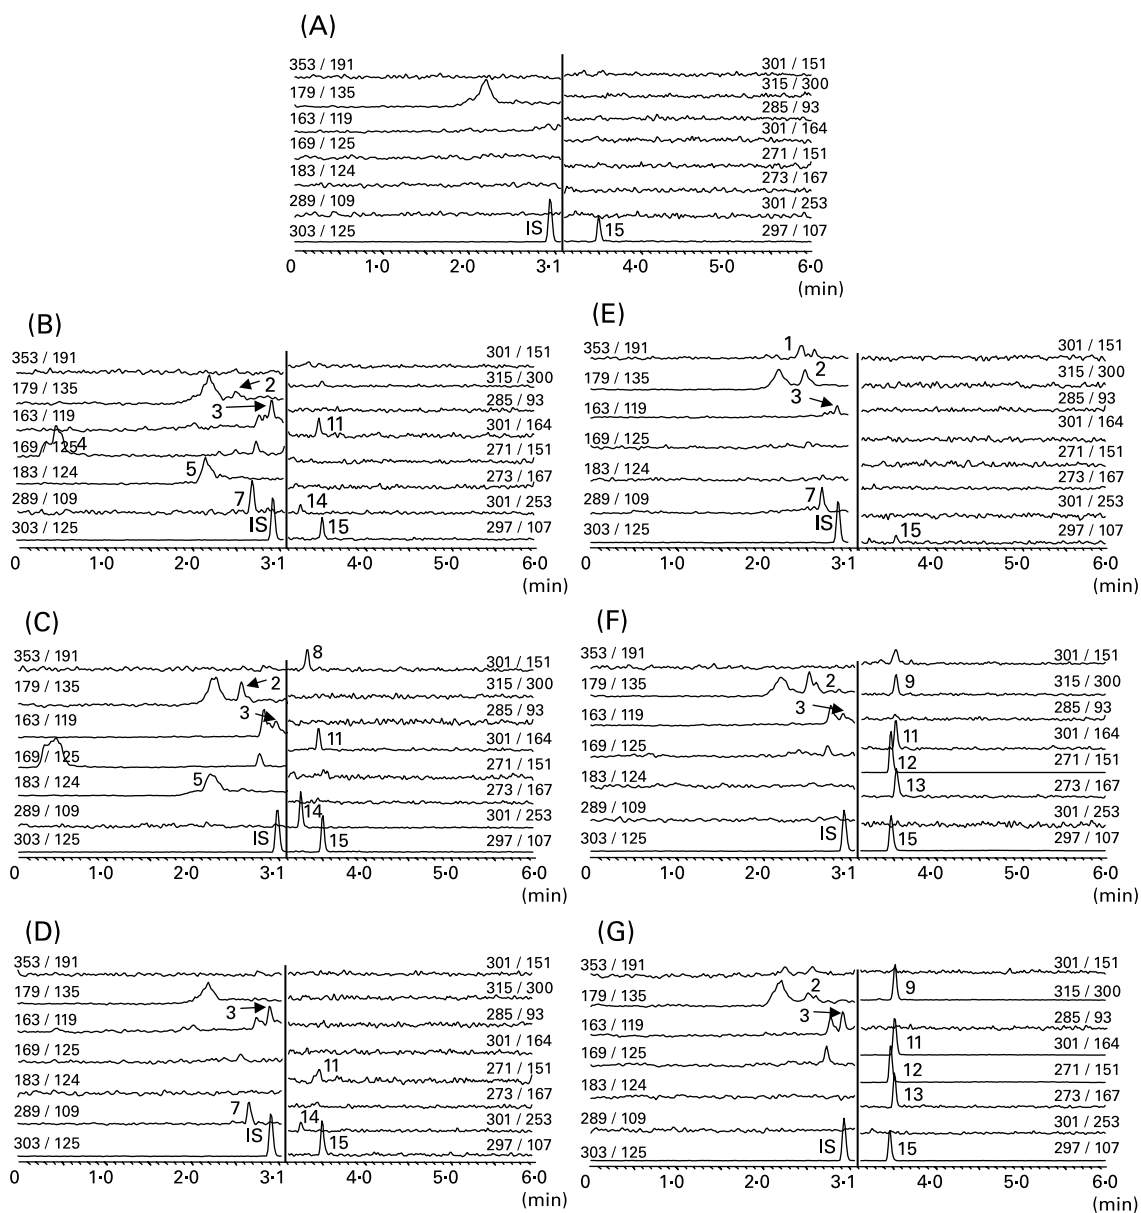 (A)
353 / 191
301 / 151
179 / 135
315 / 300
163 / 119
285 / 93
169 / 125
301 / 164
183 / 124
271 / 151
289 / 109
273 / 167
303 / 125
301 / 253
IS
15
297 / 107
0 1·0 2·0 3·1 4·0 5·0 6·0
(min)
(B)
353 / 191
301 / 151
179 / 135
2
315 / 300
163 / 119
3
285 / 93
169 / 125
4
11
301 / 164
183 / 124
5
271 / 151
289 / 109
7
273 / 167
303 / 125
IS
14
301 / 253
15
297 / 107
0 1·0 2·0 3·1 4·0 5·0 6·0
(min)
(E)
353 / 191
1
301 / 151
179 / 135
2
315 / 300
163 / 119
3
285 / 93
169 / 125
301 / 164
183 / 124
271 / 151
289 / 109
7
273 / 167
303 / 125
IS
301 / 253
15
297 / 107
0 1·0 2·0 3·1 4·0 5·0 6·0
(min)
(C)
353 / 191
8
301 / 151
179 / 135
2
315 / 300
163 / 119
3
285 / 93
169 / 125
11
301 / 164
183 / 124
5
271 / 151
289 / 109
273 / 167
303 / 125
IS
14
301 / 253
15
297 / 107
0 1·0 2·0 3·1 4·0 5·0 6·0
(min)
(F)
353 / 191
301 / 151
179 / 135
2
9
315 / 300
163 / 119
3
285 / 93
169 / 125
11
301 / 164
183 / 124
12
271 / 151
289 / 109
13
273 / 167
303 / 125
IS
301 / 253
15
297 / 107
0 1·0 2·0 3·1 4·0 5·0 6·0
(min)
(D)
353 / 191
301 / 151
179 / 135
315 / 300
163 / 119
3
285 / 93
169 / 125
301 / 164
183 / 124
11
271 / 151
289 / 109
7
273 / 167
303 / 125
IS
14
301 / 253
15
297 / 107
0 1·0 2·0 3·1 4·0 5·0 6·0
(min)
(G)
353 / 191
301 / 151
179 / 135
2
9
315 / 300
163 / 119
3
285 / 93
169 / 125
11
301 / 164
183 / 124
12
271 / 151
289 / 109
13
273 / 167
303 / 125
IS
301 / 253
15
297 / 107
0 1·0 2·0 3·1 4·0 5·0 6·0
(min)